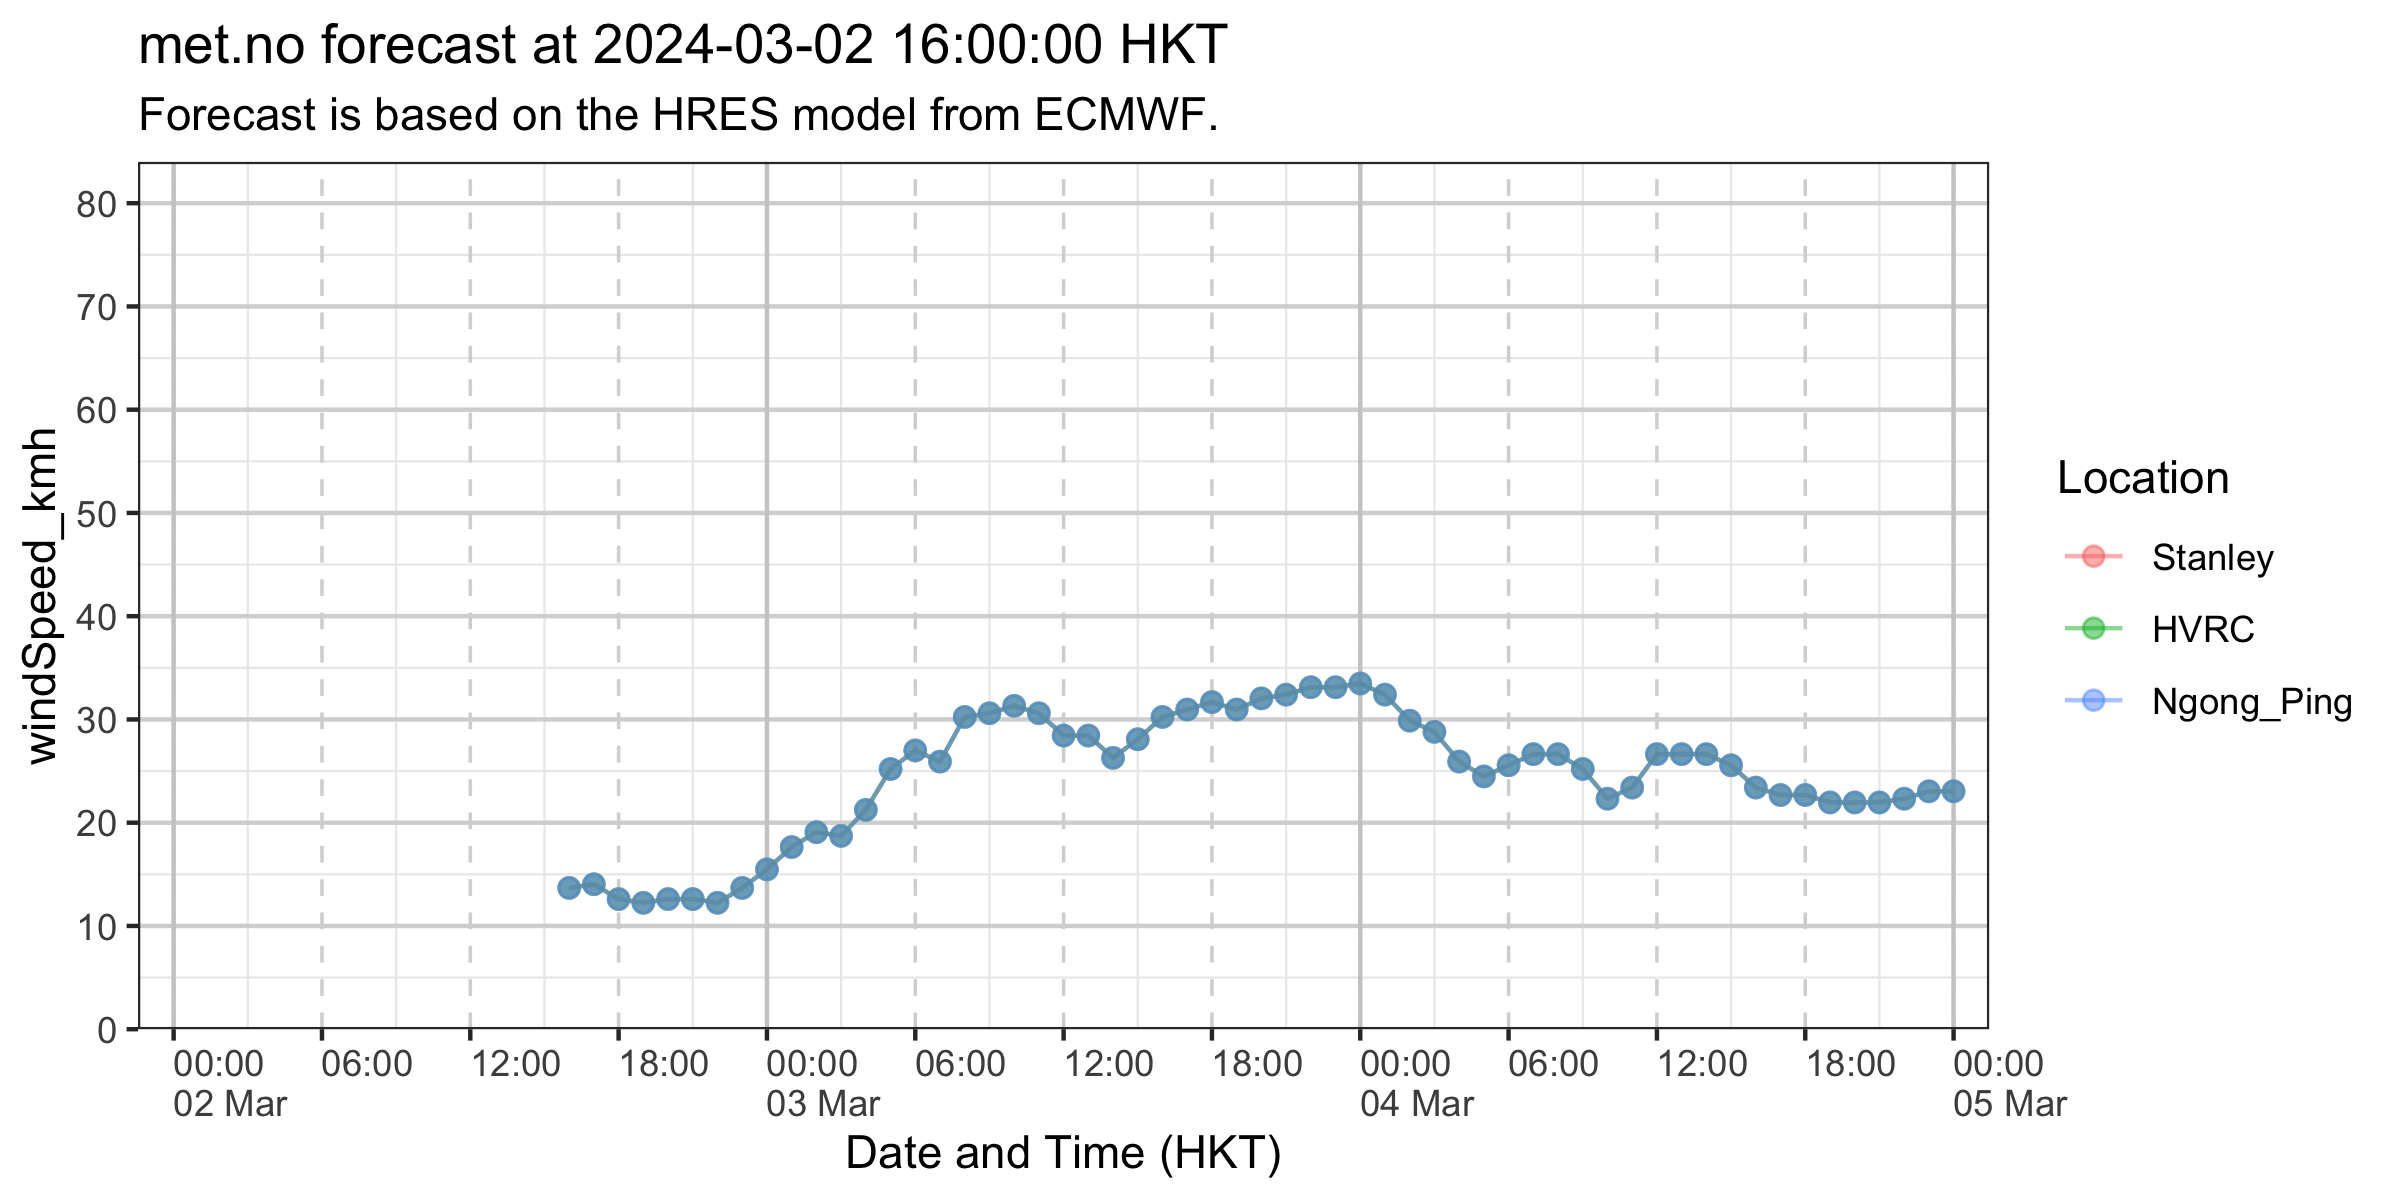 met.no forecast at 2024-03-02 16:00:00 HKT
Forecast is based on the HRES model from ECMWF.
windSpeed_kmh
80
70
60
50
40
30
20
10
0
00:00 06:00 12:00 18:00 00:00 06:00 12:00 18:00 00:00 06:00 12:00 18:00 00:00
02 Mar 03 Mar 04 Mar 05 Mar
Date and Time (HKT)
Location
Stanley
HVRC
Ngong_Ping